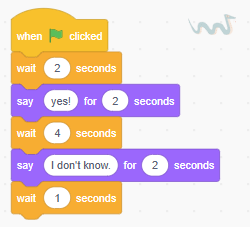 when clicked
wait 2 seconds
say yes! for 2 seconds
wait 4 seconds
say I don't know. for 2 seconds
wait 1 seconds